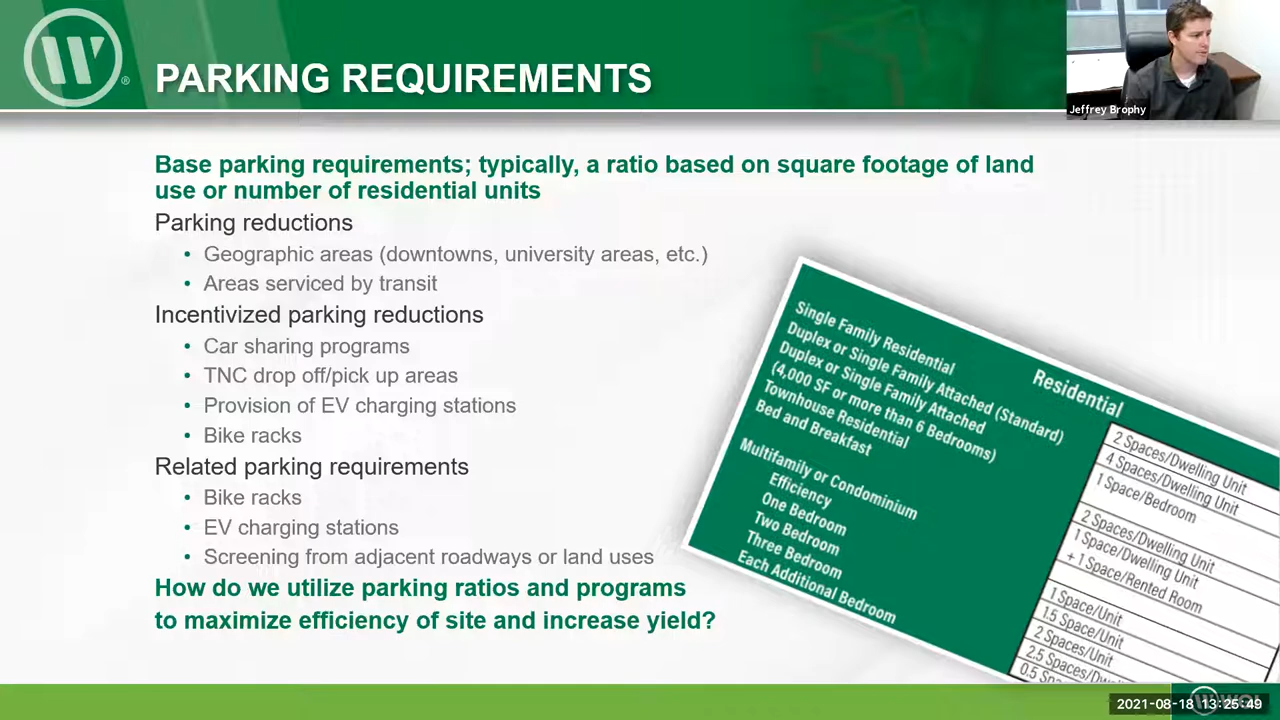 W
®
PARKING REQUIREMENTS
Jeffrey Brophy
Base parking requirements; typically, a ratio based on square footage of land
use or number of residential units
Parking reductions
• Geographic areas (downtowns, university areas, etc.)
• Areas serviced by transit
Incentivized parking reductions
• Car sharing programs
• TNC drop off/pick up areas
• Provision of EV charging stations
• Bike racks
Related parking requirements
• Bike racks
• EV charging stations
• Screening from adjacent roadways or land uses
How do we utilize parking ratios and programs
to maximize efficiency of site and increase yield?
Residential
Single Family Residential
Duplex or Single Family Attached (Standard)
Duplex or Single Family Attached
(4,000 SF or more than 6 Bedrooms)
Townhouse Residential
Bed and Breakfast
Multifamily or Condominium
Efficiency
One Bedroom
Two Bedroom
Three Bedroom
Each Additional Bedroom
2 Spaces/Dwelling Unit
4 Spaces/Dwelling Unit
1 Space/Bedroom
2 Spaces/Dwelling Unit
1 Space/Dwelling Unit
+ 1 Space/Rented Room
1 Space/Unit
1.5 Space/Unit
2 Spaces/Unit
2.5 Spaces/Dw
0.5 Spa
2021-08-18 13:25:49